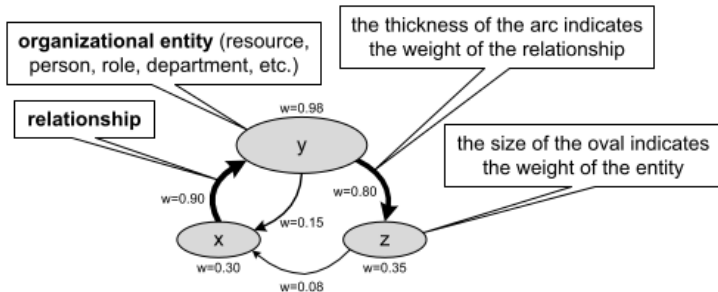 organizational entity (resource,
person, role, department, etc.)
the thickness of the arc indicates
the weight of the relationship
relationship
w=0.98
y
the size of the oval indicates
the weight of the entity
w=0.90
w=0.80
w=0.15
x
z
w=0.30
w=0.35
w=0.08